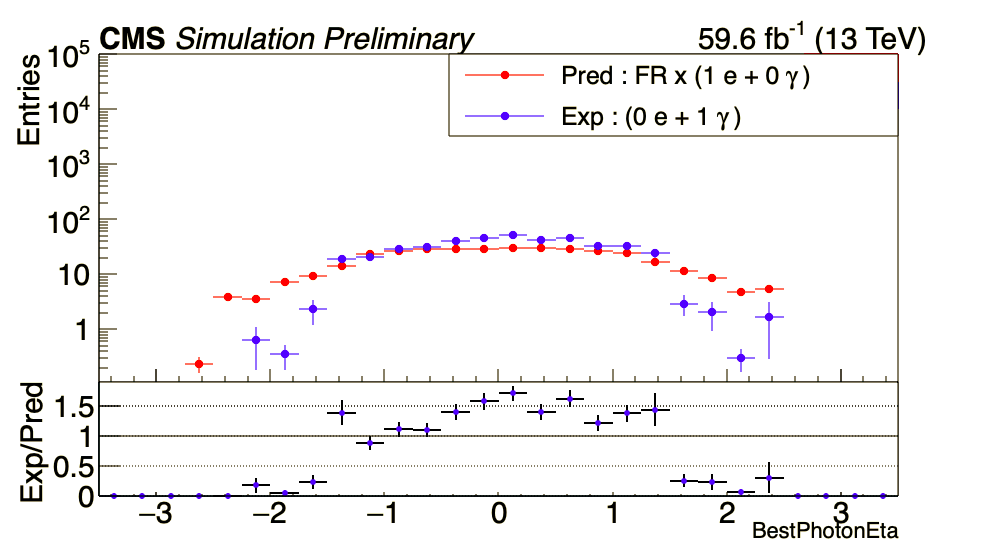 CMS Simulation Preliminary 59.6 fb⁻¹ (13 TeV)
Entries
10⁵
10⁴
10³
10²
10
1
Pred : FR x (1 e + 0 γ)
Exp : (0 e + 1 γ)
Exp/Pred
1.5
1
0.5
0
−3 −2 −1 0 1 2 3
BestPhotonEta